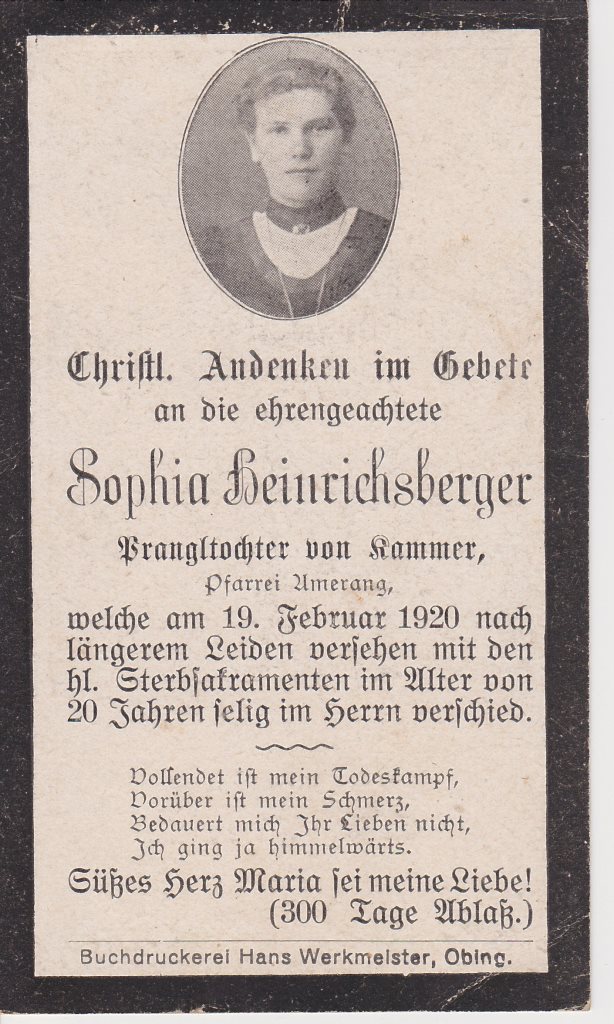 Christl. Andenken im Gebete
an die ehrengeachtete
Sophia Heinrichsberger
Prangltochter von Kammer,
Pfarrei Amerang,
welche am 19. Februar 1920 nach
längerem Leiden versehen mit den
hl. Sterbsakramenten im Alter von
20 Jahren selig im Herrn verschied.
Vollendet ist mein Todeskampf,
Vorüber ist mein Schmerz,
Bedauert mich Ihr Lieben nicht,
Ich ging ja himmelwärts.
Süßes Herz Maria sei meine Liebe!
(300 Tage Ablaß.)
Buchdruckerei Hans Werkmeister, Obing.